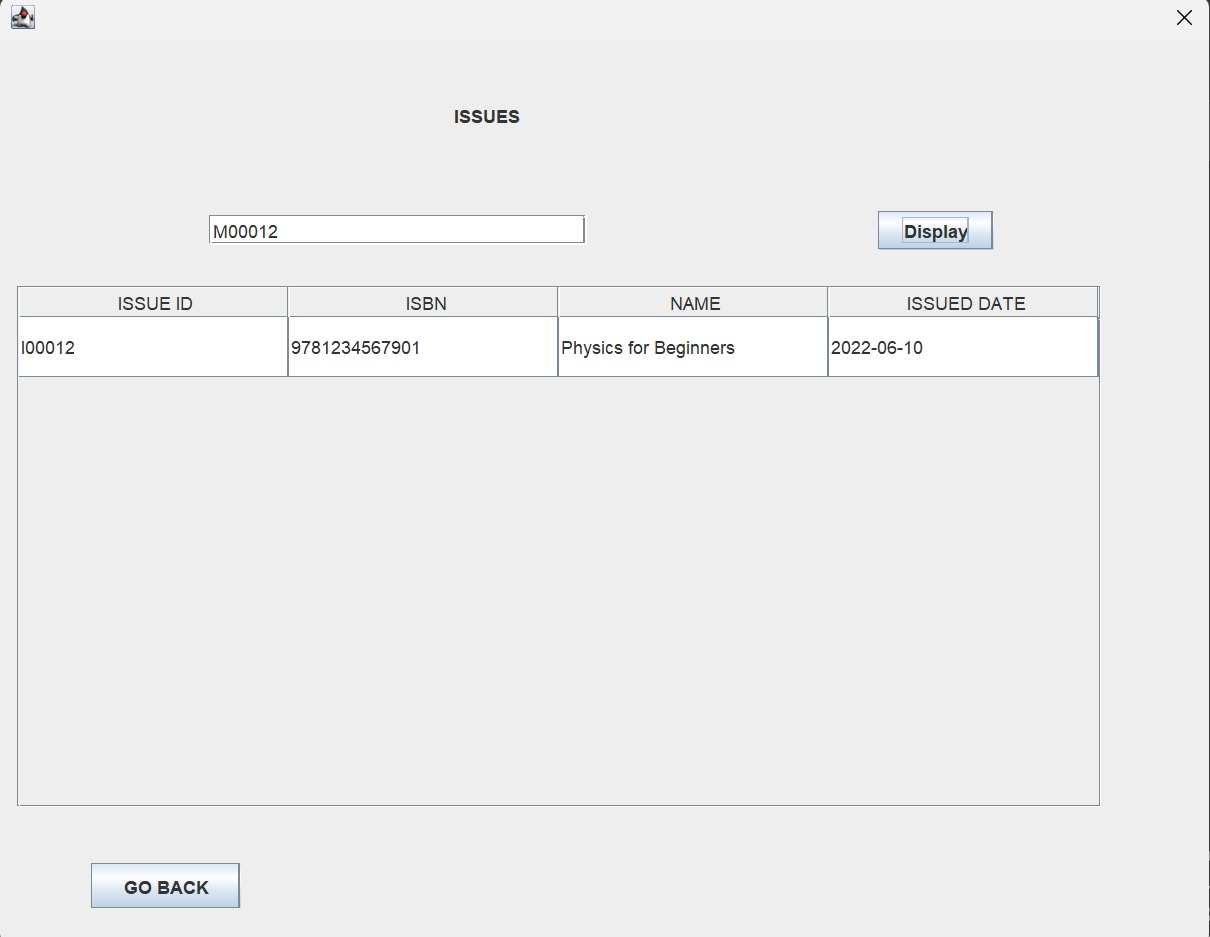 ISSUES
M00012 Display
ISSUE ID ISBN NAME ISSUED DATE
I00012 9781234567901 Physics for Beginners 2022-06-10
GO BACK